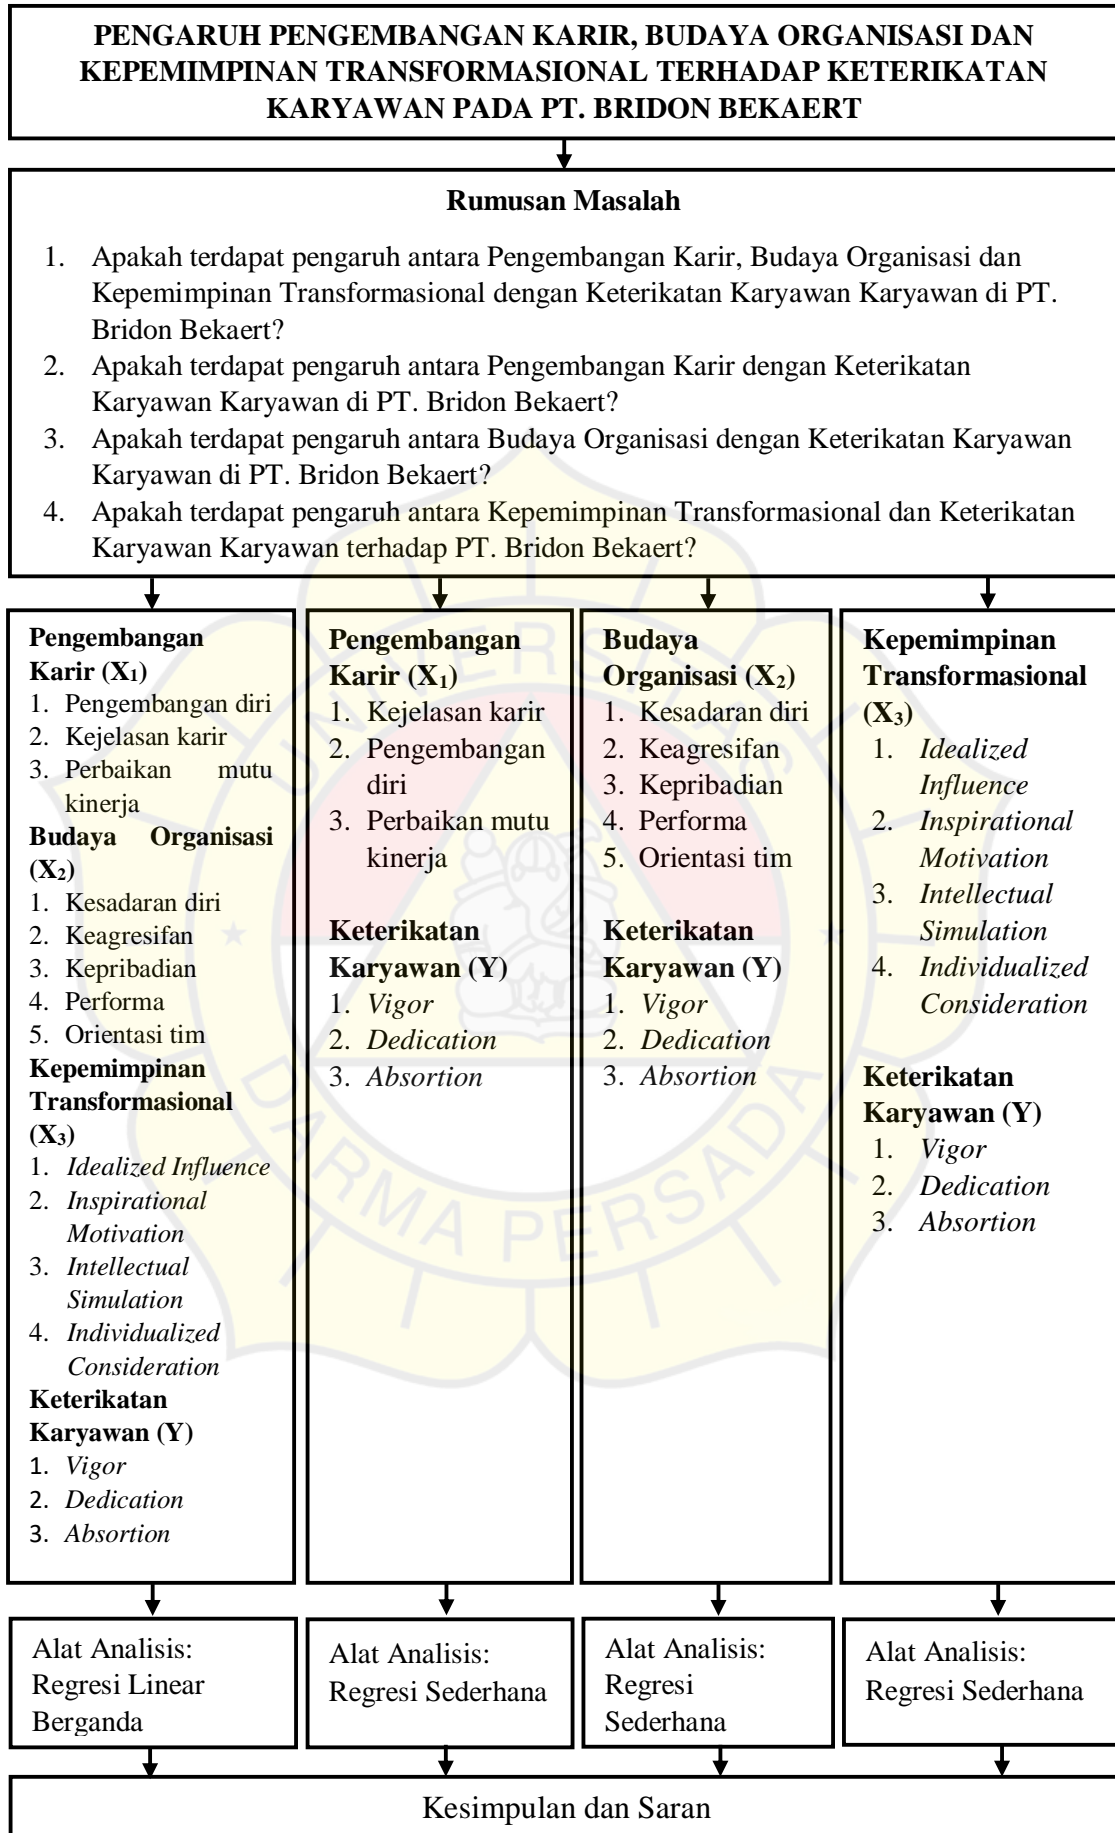 PENGARUH PENGEMBANGAN KARIR, BUDAYA ORGANISASI DAN
KEPEMIMPINAN TRANSFORMASIONAL TERHADAP KETERIKATAN
KARYAWAN PADA PT. BRIDON BEKAERT
Rumusan Masalah
1. Apakah terdapat pengaruh antara Pengembangan Karir, Budaya Organisasi dan
Kepemimpinan Transformasional dengan Keterikatan Karyawan Karyawan di PT.
Bridon Bekaert?
2. Apakah terdapat pengaruh antara Pengembangan Karir dengan Keterikatan
Karyawan Karyawan di PT. Bridon Bekaert?
3. Apakah terdapat pengaruh antara Budaya Organisasi dengan Keterikatan Karyawan
Karyawan di PT. Bridon Bekaert?
4. Apakah terdapat pengaruh antara Kepemimpinan Transformasional dan Keterikatan
Karyawan Karyawan terhadap PT. Bridon Bekaert?
Pengembangan
Karir (X₁)
1. Pengembangan diri
2. Kejelasan karir
3. Perbaikan mutu
kinerja
Budaya Organisasi
(X₂)
1. Kesadaran diri
2. Keagresifan
3. Kepribadian
4. Performa
5. Orientasi tim
Kepemimpinan
Transformasional
(X₃)
1. Idealized Influence
2. Inspirational
Motivation
3. Intellectual
Simulation
4. Individualized
Consideration
Keterikatan
Karyawan (Y)
1. Vigor
2. Dedication
3. Absortion
Pengembangan
Karir (X₁)
1. Kejelasan karir
2. Pengembangan
diri
3. Perbaikan mutu
kinerja
Keterikatan
Karyawan (Y)
1. Vigor
2. Dedication
3. Absortion
Budaya
Organisasi (X₂)
1. Kesadaran diri
2. Keagresifan
3. Kepribadian
4. Performa
5. Orientasi tim
Keterikatan
Karyawan (Y)
1. Vigor
2. Dedication
3. Absortion
Kepemimpinan
Transformasional
(X₃)
1. Idealized
Influence
2. Inspirational
Motivation
3. Intellectual
Simulation
4. Individualized
Consideration
Keterikatan
Karyawan (Y)
1. Vigor
2. Dedication
3. Absortion
UNIVERSITAS
DARMA PERSADA
Alat Analisis:
Regresi Linear
Berganda
Alat Analisis:
Regresi Sederhana
Alat Analisis:
Regresi
Sederhana
Alat Analisis:
Regresi Sederhana
Kesimpulan dan Saran